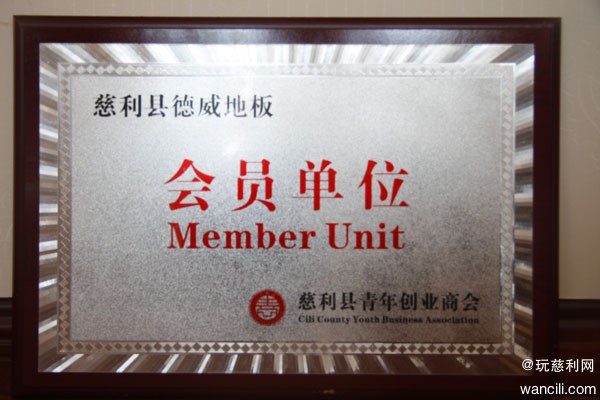 慈利县德威地板
会员单位
Member Unit
慈利县青年创业商会
Cili County Youth Business Association
@玩慈利网
wancili.com